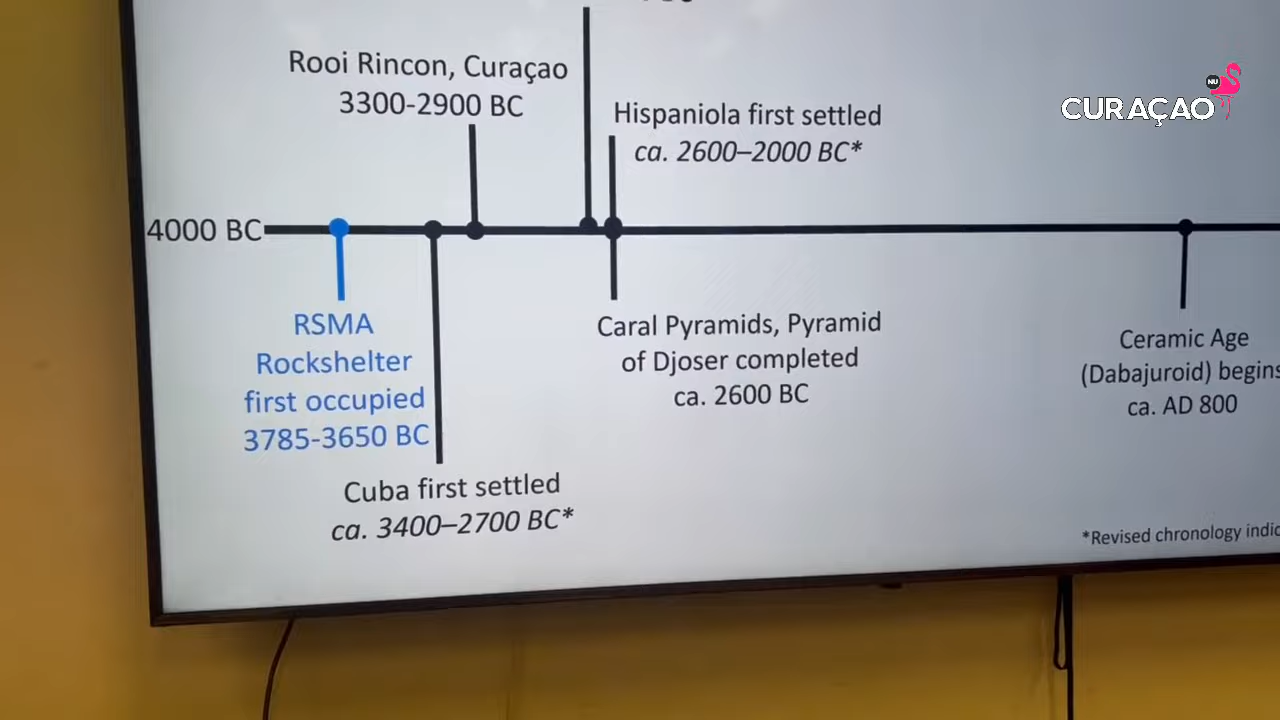 Rooi Rincon, Curaçao
3300-2900 BC
Hispaniola first settled
ca. 2600–2000 BC*
NU
CURAÇAO
4000 BC
RSMA
Rockshelter
first occupied
3785-3650 BC
Caral Pyramids, Pyramid
of Djoser completed
ca. 2600 BC
Ceramic Age
(Dabajuroid) begins
ca. AD 800
Cuba first settled
ca. 3400–2700 BC*
*Revised chronology